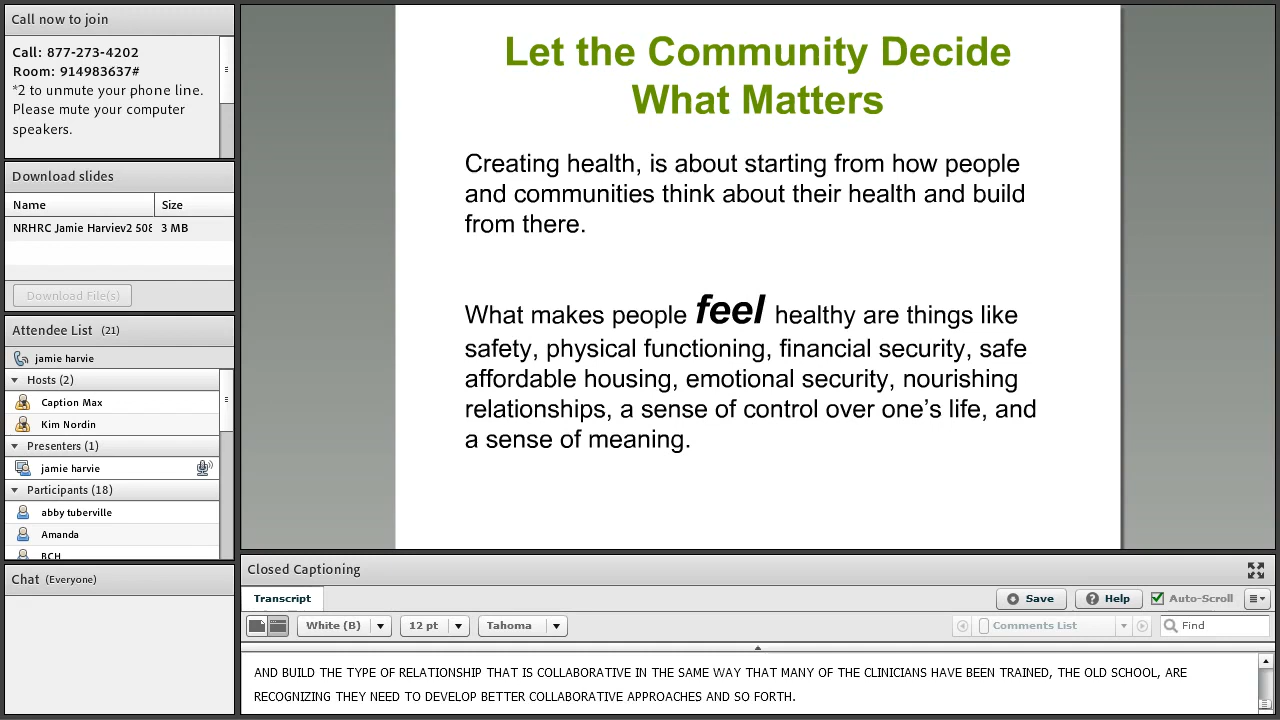 Call now to join
Call: 877-273-4202
Room: 914983637#
*2 to unmute your phone line.
Please mute your computer
speakers.
Download slides
Name Size
NRHRC Jamie Harviev2 508 3 MB
Download File(s)
Attendee List (21)
jamie harvie
Hosts (2)
Caption Max
Kim Nordin
Presenters (1)
jamie harvie
Participants (18)
abby tuberville
Amanda
BCH
Chat (Everyone)
Let the Community Decide
What Matters
Creating health, is about starting from how people
and communities think about their health and build
from there.
What makes people feel healthy are things like
safety, physical functioning, financial security, safe
affordable housing, emotional security, nourishing
relationships, a sense of control over one’s life, and
a sense of meaning.
Closed Captioning
Transcript Save Help Auto-Scroll
White (B) 12 pt Tahoma Comments List Find
AND BUILD THE TYPE OF RELATIONSHIP THAT IS COLLABORATIVE IN THE SAME WAY THAT MANY OF THE CLINICIANS HAVE BEEN TRAINED, THE OLD SCHOOL, ARE
RECOGNIZING THEY NEED TO DEVELOP BETTER COLLABORATIVE APPROACHES AND SO FORTH.